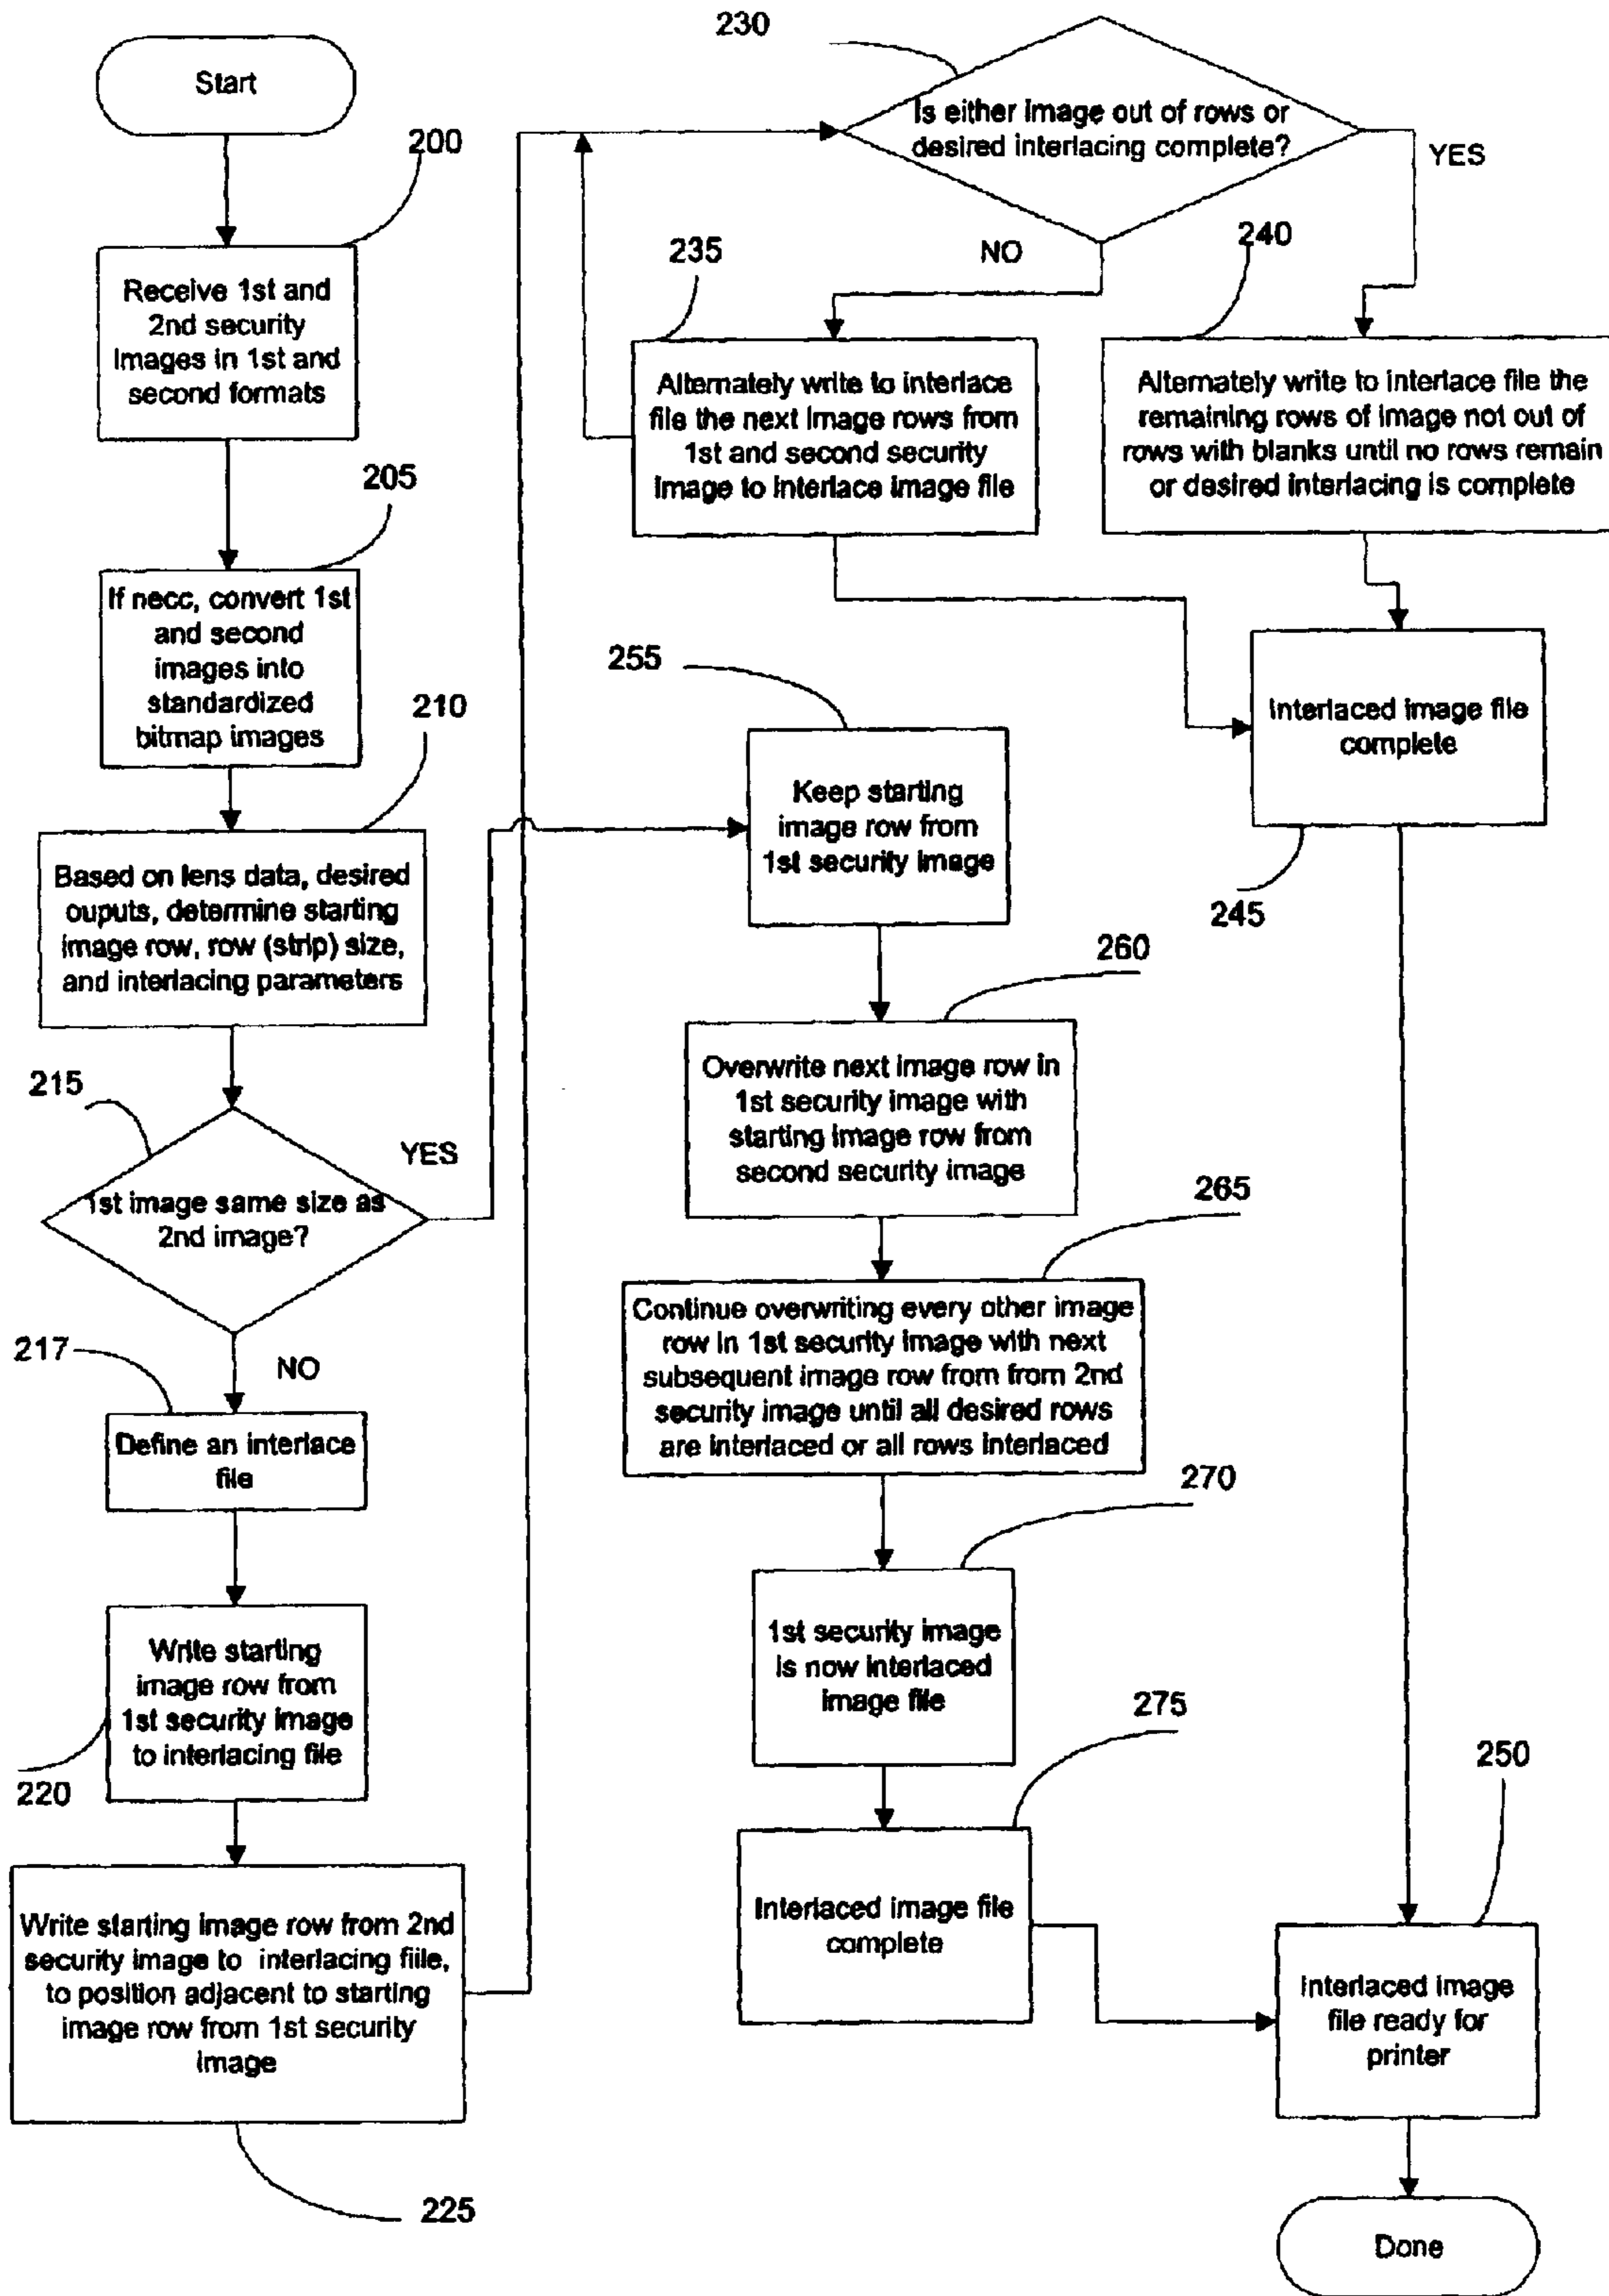 Start
200
Receive 1st and
2nd security
images in 1st and
second formats
205
If necc, convert 1st
and second
images into
standardized
bitmap images
210
Based on lens data, desired
ouputs, determine starting
image row, row (strip) size,
and interlacing parameters
215
1st image same size as
2nd image?
YES
NO
217
Define an interlace
file
Write starting
image row from
1st security image
to interlacing file
220
Write starting image row from 2nd
security image to interlacing fiile,
to position adjacent to starting
image row from 1st security
image
225
230
Is either image out of rows or
desired interlacing complete?
YES
NO
235
Alternately write to interlace
file the next image rows from
1st and second security
image to interlace image file
240
Alternately write to interlace file the
remaining rows of image not out of
rows with blanks until no rows remain
or desired interlacing is complete
Interlaced image file
complete
245
255
Keep starting
image row from
1st security image
260
Overwrite next image row in
1st security image with
starting image row from
second security image
265
Continue overwriting every other image
row in 1st security image with next
subsequent image row from from 2nd
security image until all desired rows
are interlaced or all rows interlaced
270
1st security image
is now interlaced
image file
275
Interlaced image file
complete
250
Interlaced image
file ready for
printer
Done